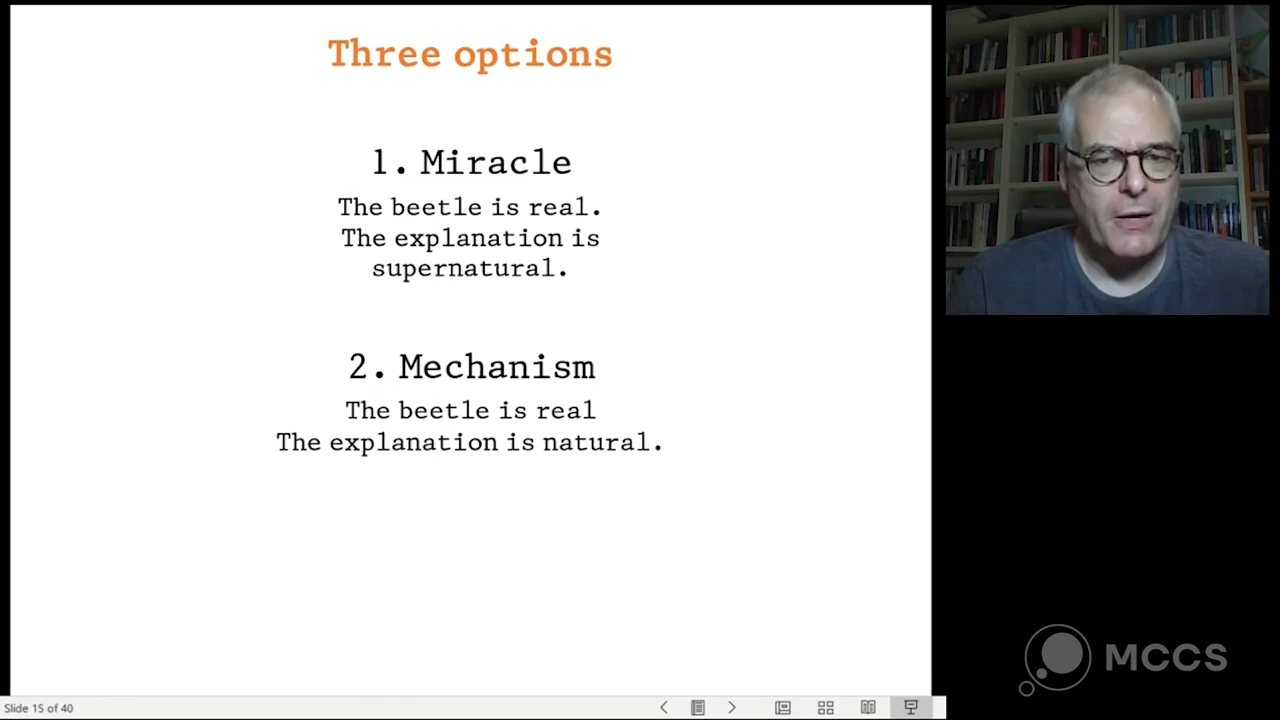 Three options
1. Miracle
The beetle is real.
The explanation is
supernatural.
2. Mechanism
The beetle is real
The explanation is natural.
Slide 15 of 40
MCCS